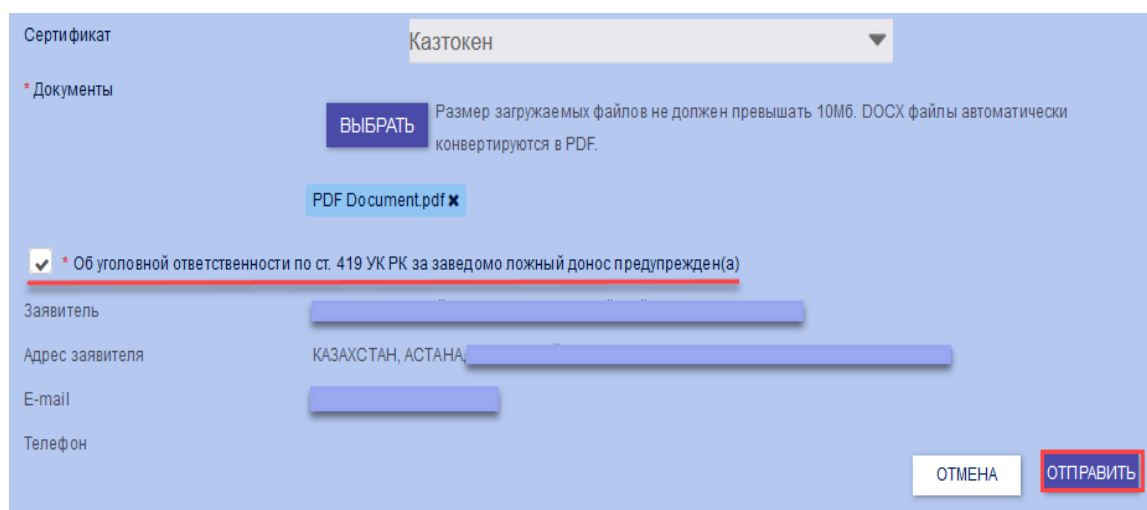 Сертификат
Казтокен
* Документы
ВЫБРАТЬ
Размер загружаемых файлов не должен превышать 10Мб. DOCX файлы автоматически
конвертируются в PDF.
PDF Document.pdf ✖
* Об уголовной ответственности по ст. 419 УК РК за заведомо ложный донос предупрежден(а)
Заявитель
Адрес заявителя
КАЗАХСТАН, АСТАНА,
E-mail
Телефон
ОТМЕНА
ОТПРАВИТЬ